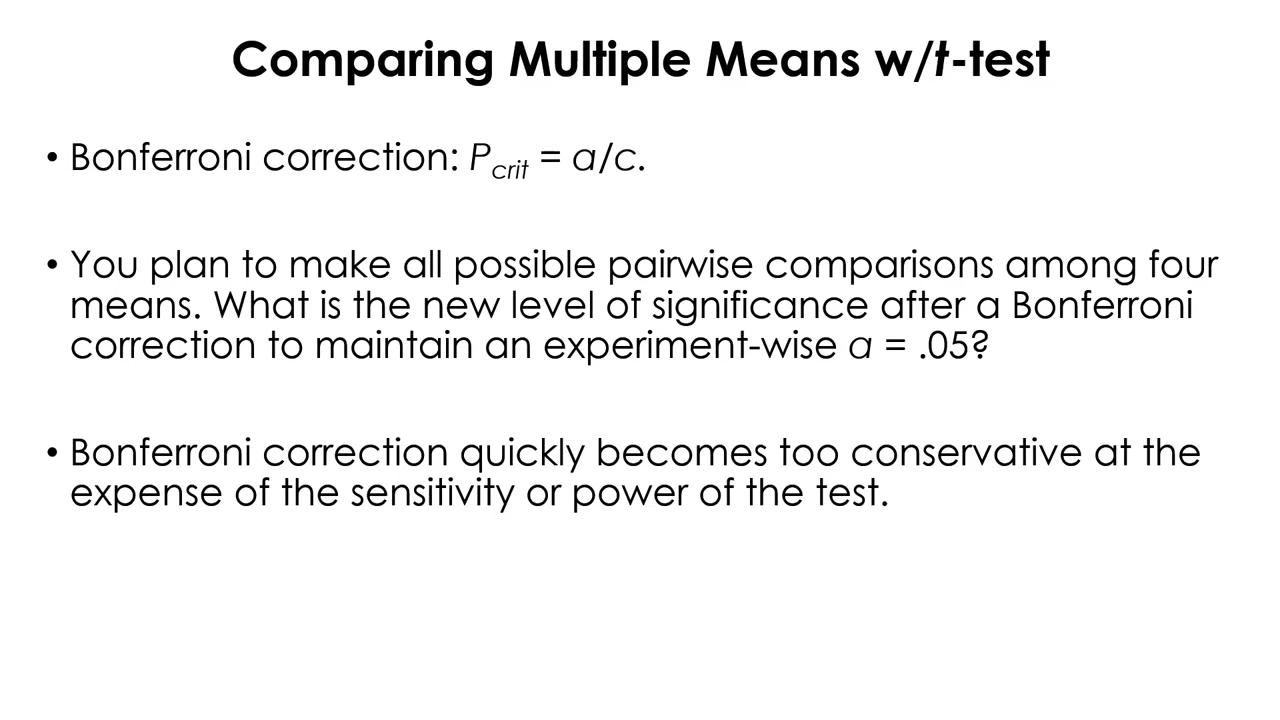 Comparing Multiple Means w/t-test
• Bonferroni correction: Pcrit = α/c.
• You plan to make all possible pairwise comparisons among four
means. What is the new level of significance after a Bonferroni
correction to maintain an experiment-wise α = .05?
• Bonferroni correction quickly becomes too conservative at the
expense of the sensitivity or power of the test.